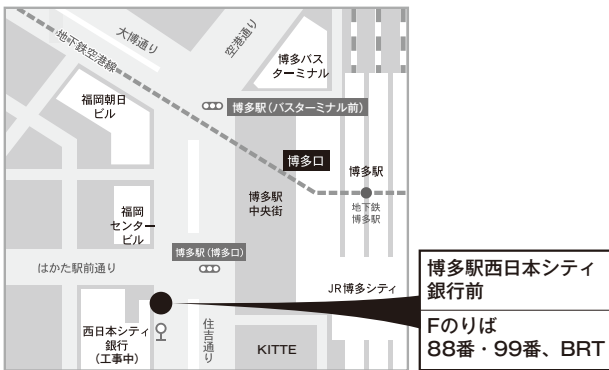 大博通り
空港通り
地下鉄空港線
博多バス
ターミナル
福岡朝日
ビル
博多駅(バスターミナル前)
博多口
博多駅
地下鉄
博多駅
博多駅
中央街
福岡
センター
ビル
博多駅(博多口)
はかた駅前通り
JR博多シティ
西日本シティ
銀行
(工事中)
住吉通り
KITTE
博多駅西日本シティ
銀行前
Fのりば
88番・99番、BRT